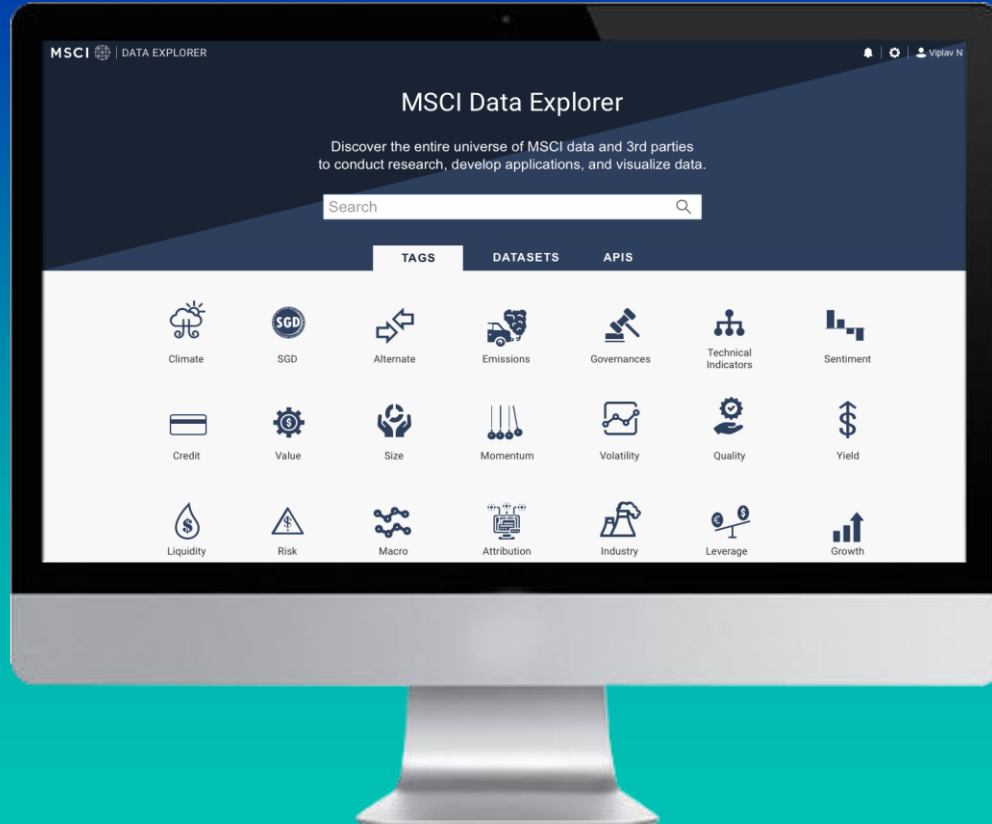 MSCI | DATA EXPLORER
Viplav N
MSCI Data Explorer
Discover the entire universe of MSCI data and 3rd parties
to conduct research, develop applications, and visualize data.
Search
TAGS DATASETS APIS
Climate SGD Alternate Emissions Governances Technical Indicators Sentiment
SGD
Credit Value Size Momentum Volatility Quality Yield
Liquidity Risk Macro Attribution Industry Leverage Growth